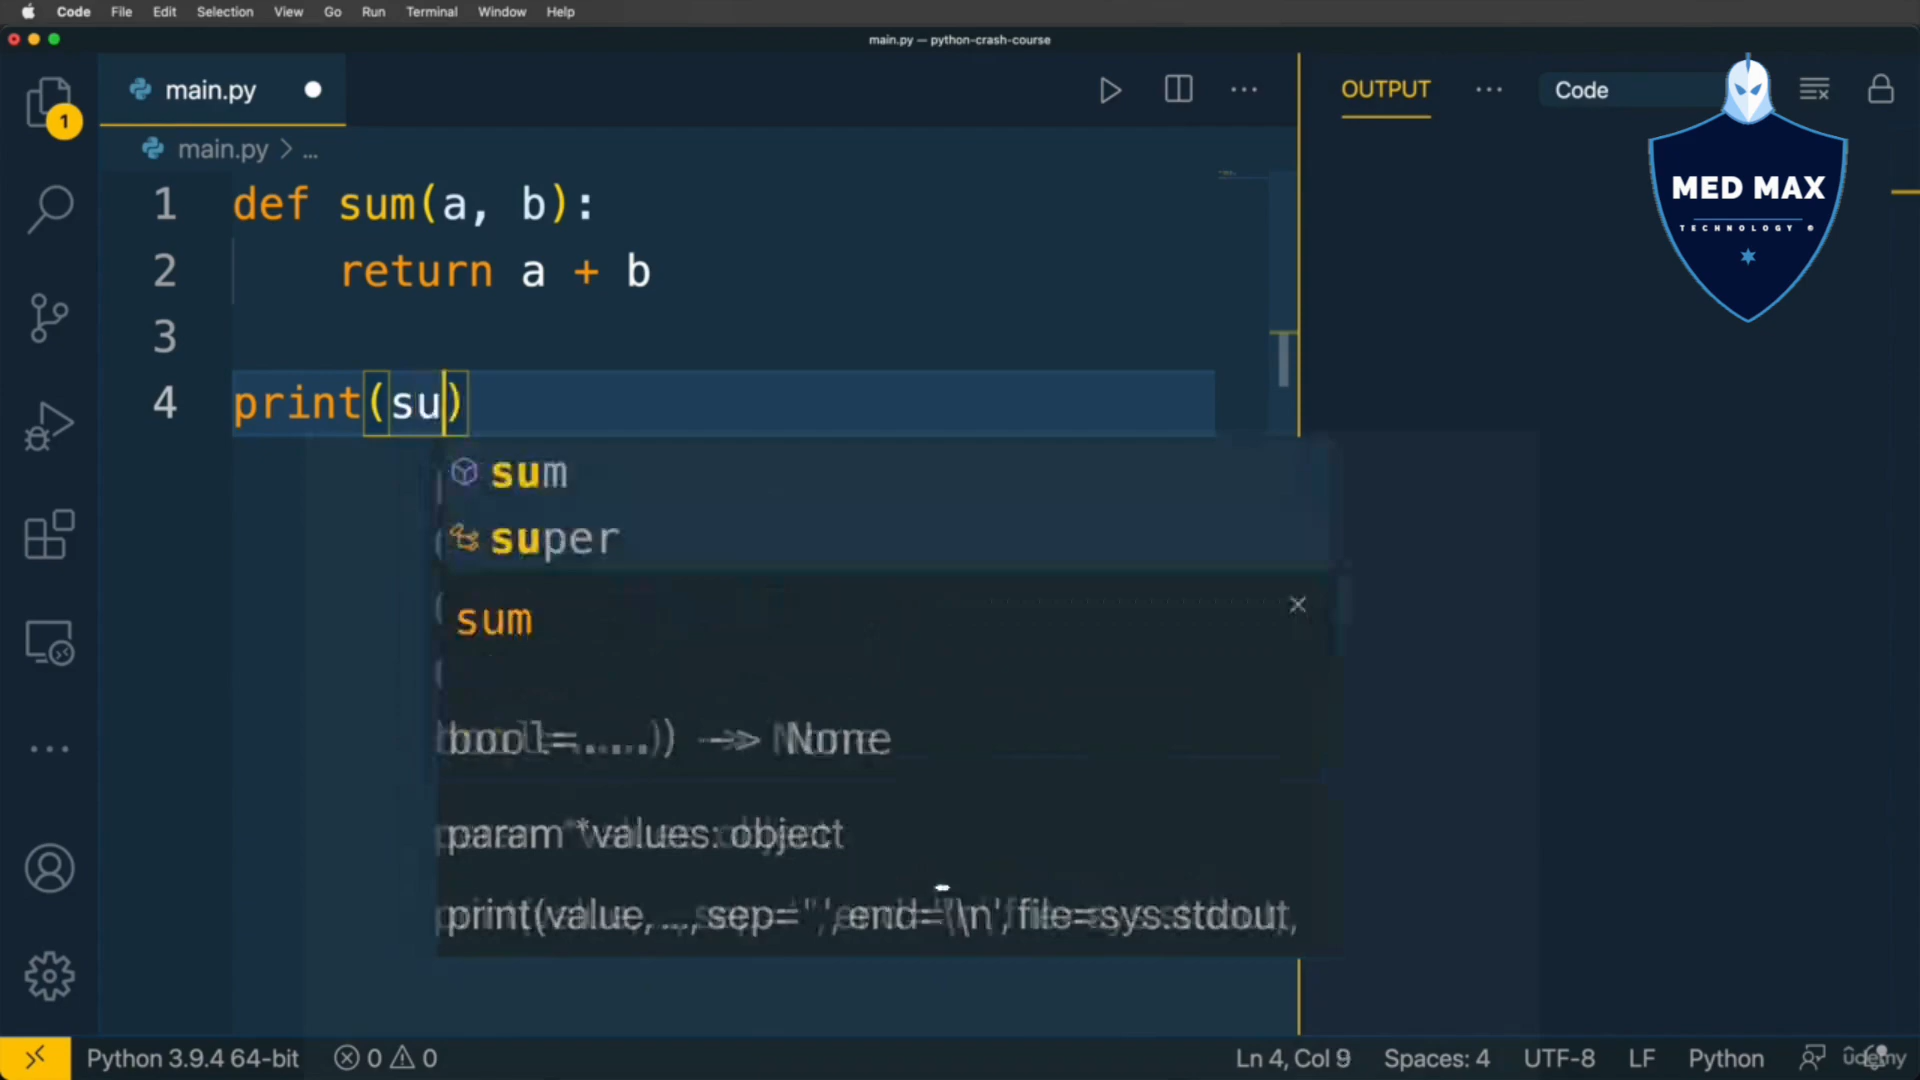 Code File Edit Selection View Go Run Terminal Window Help
main.py — python-crash-course
main.py
OUTPUT
Code
1
main.py > ...
MED MAX
TECHNOLOGY
1 def sum(a, b):
2 return a + b
3
4 print(su)
sum
super
sum
bool=...)) -> None
param *values: object
print(value, ..., sep=' ', end='\n', file=sys.stdout,
Python 3.9.4 64-bit 0 0 Ln 4, Col 9 Spaces: 4 UTF-8 LF Python
udemy